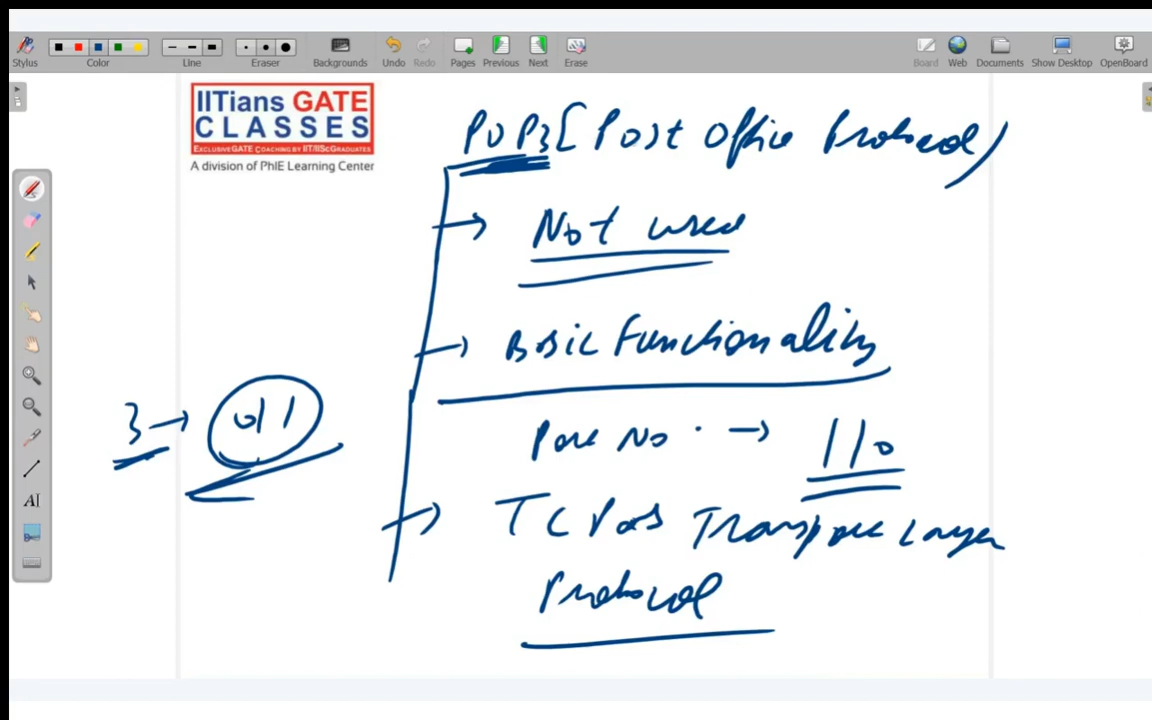 Stylus
Color
Line
Eraser
Backgrounds
Undo
Redo
Pages
Previous
Next
Erase
Board
Web
Documents
Show Desktop
OpenBoard
IITians GATE
CLASSES
EXCLUSIVE GATE COACHING BY IIT/IISC GRADUATES
A division of PhIE Learning Center
POP3 [Post Office Protocol)
→ Not used
→ Basic Functionality
3 → 011
Port No. → 110
→ TCP as Transport Layer
Protocol